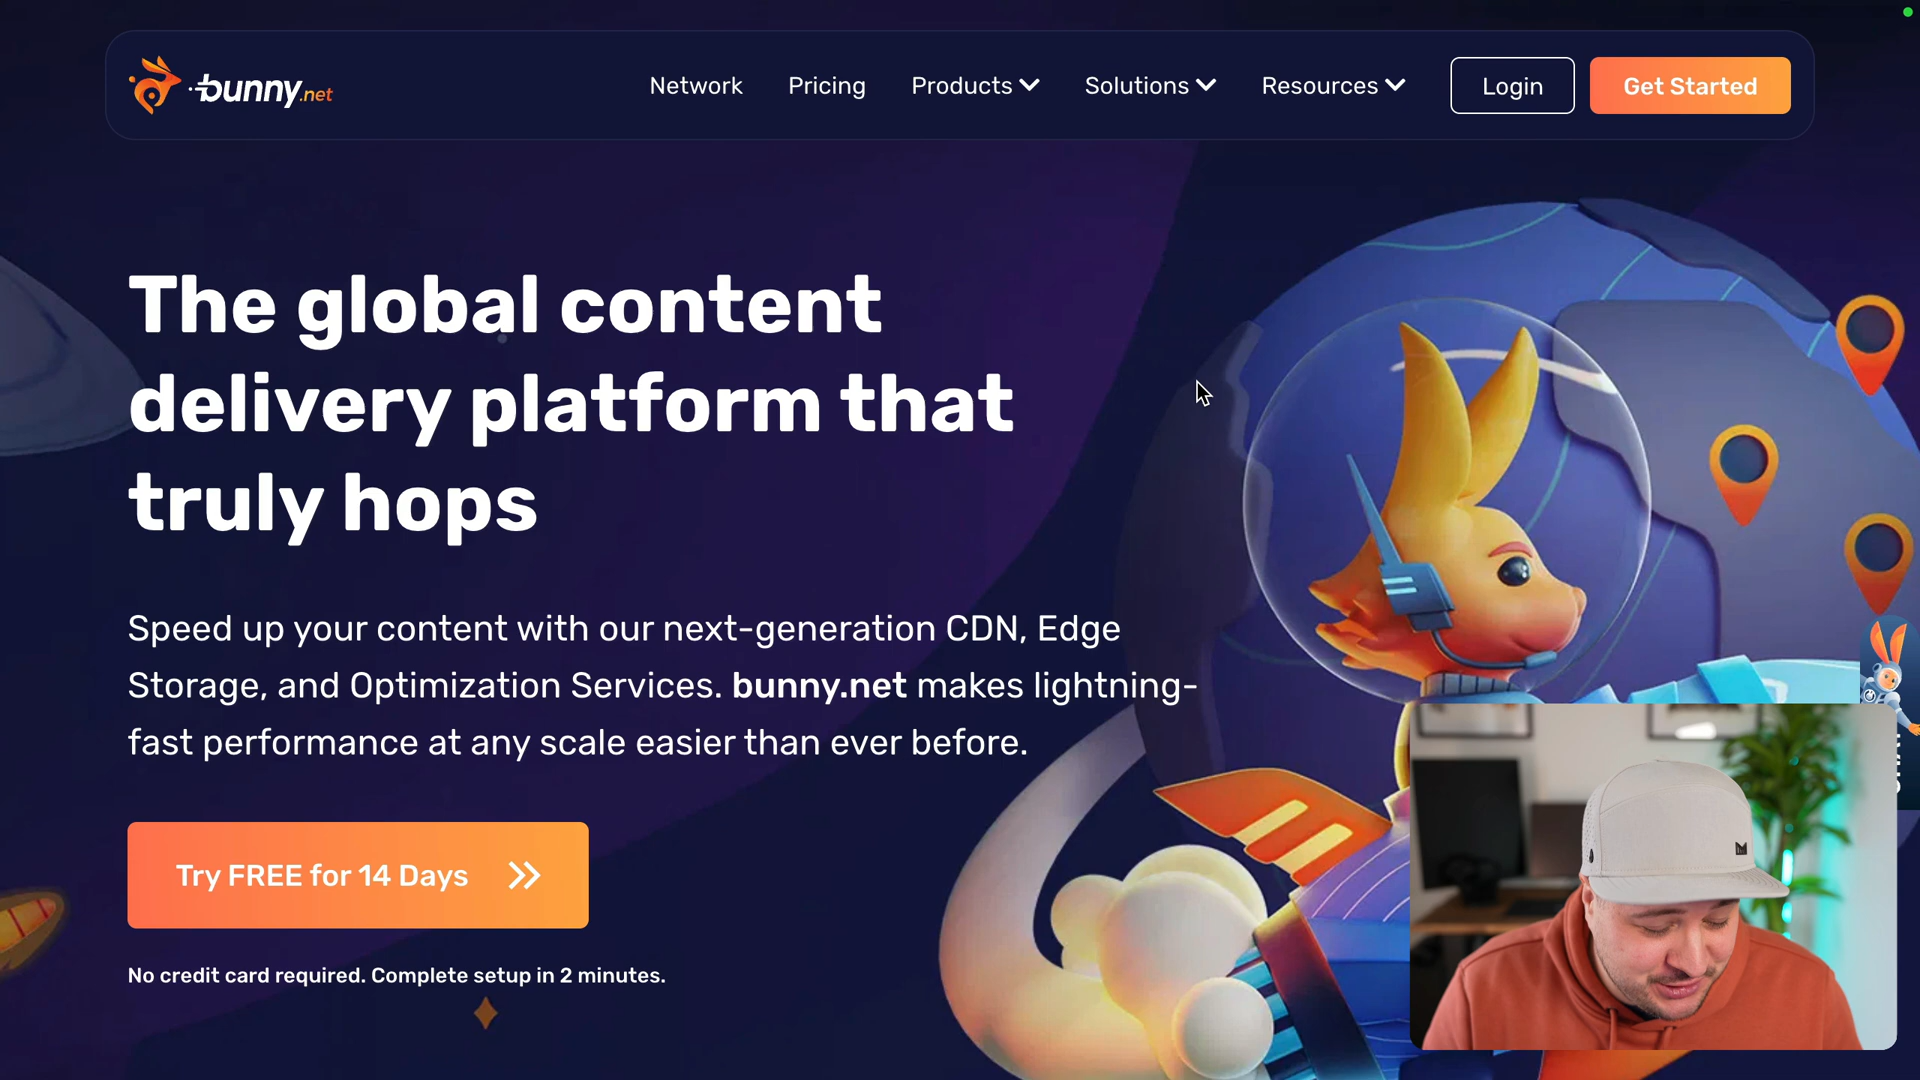 bunny.net
Network
Pricing
Products
Solutions
Resources
Login
Get Started
The global content
delivery platform that
truly hops
Speed up your content with our next-generation CDN, Edge
Storage, and Optimization Services. bunny.net makes lightning-
fast performance at any scale easier than ever before.
Try FREE for 14 Days
No credit card required. Complete setup in 2 minutes.